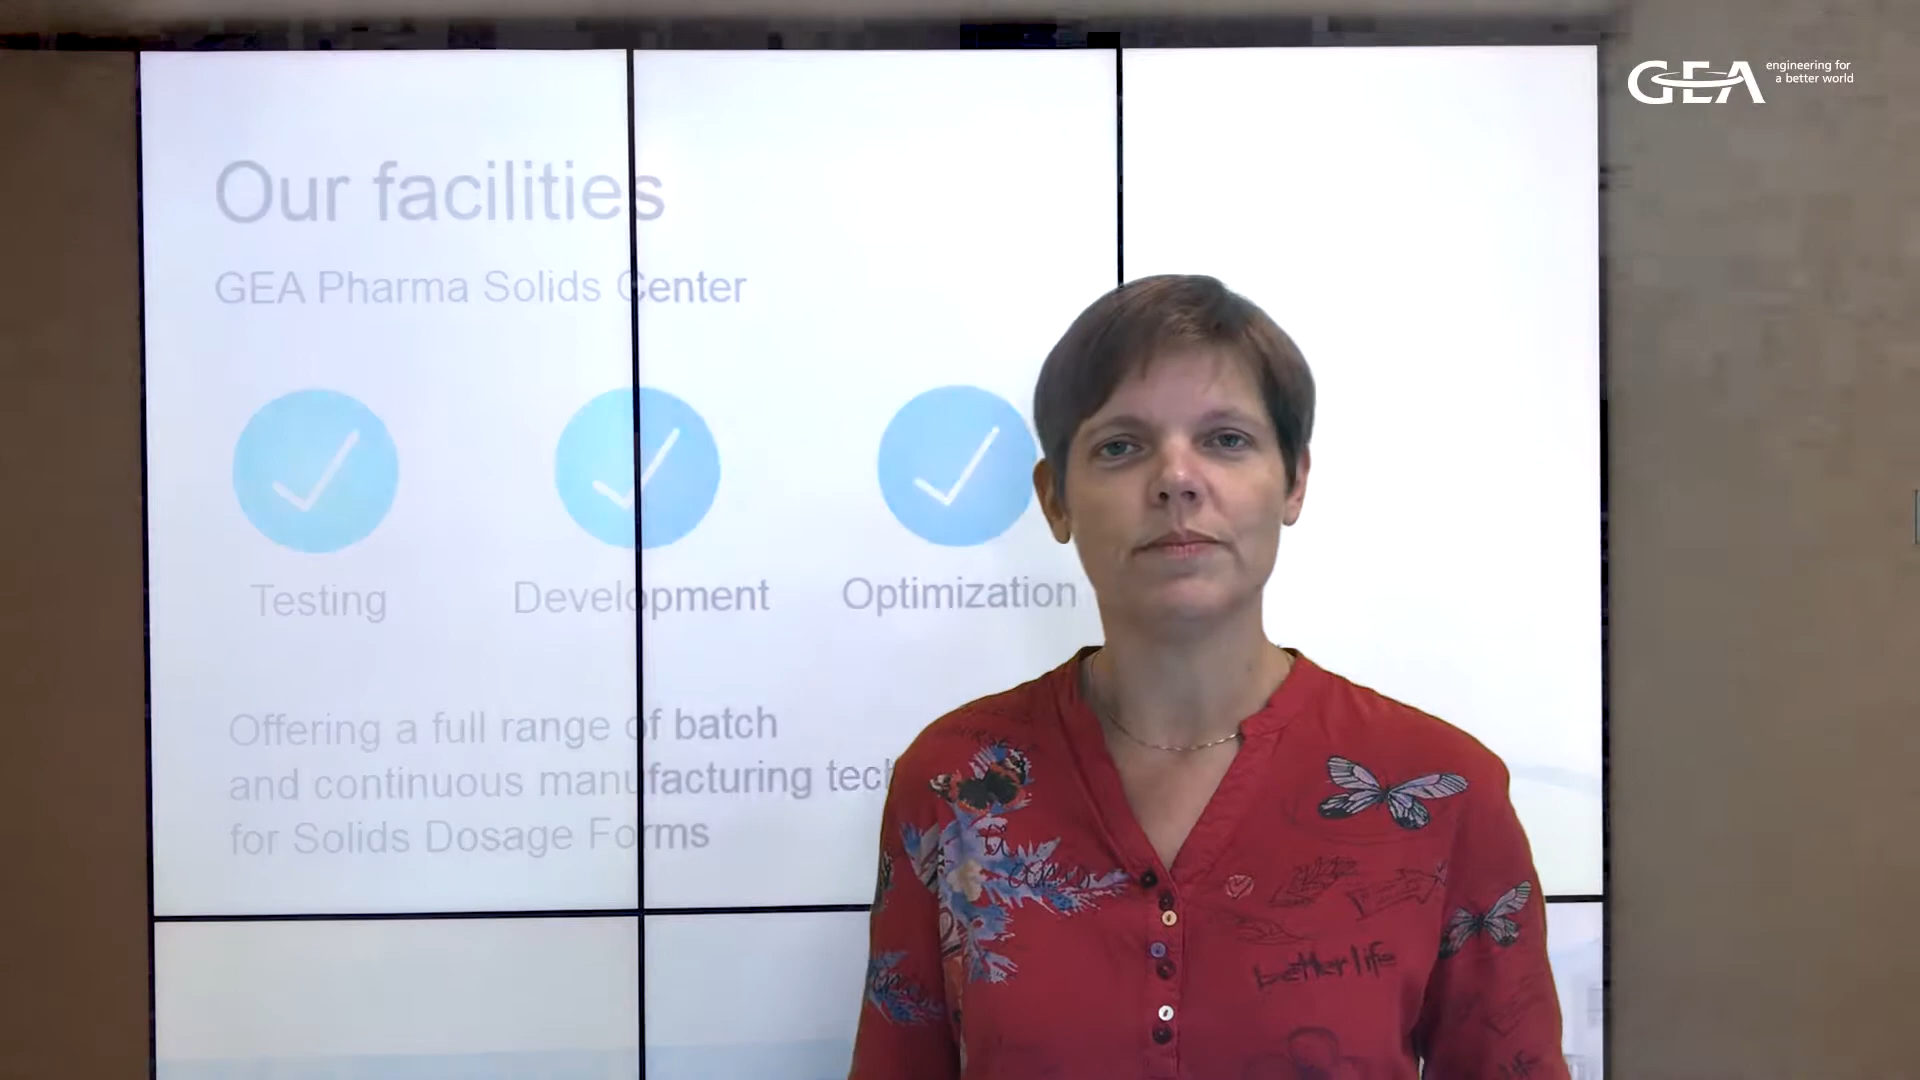 GEA engineering for
a better world
Our facilities
GEA Pharma Solids Center
Testing Development Optimization
Offering a full range of batch
and continuous manufacturing
for Solids Dosage Forms
better life